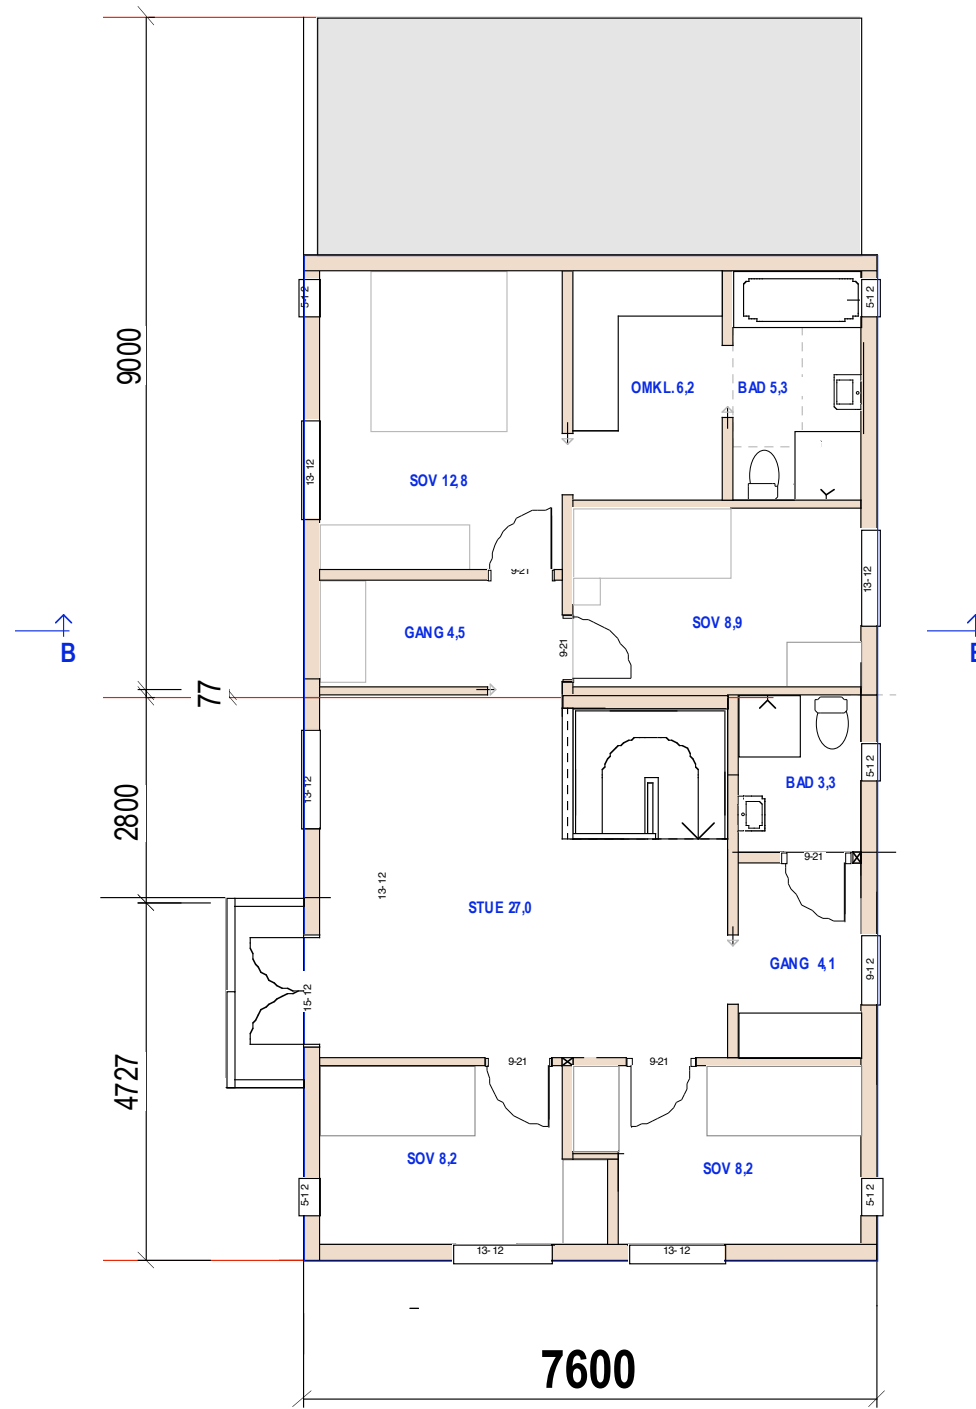 5-12
5-12
9000
OMKL. 6,2
BAD 5,3
13-12
SOV 12,8
9-21
13-12
SOV 8,9
GANG 4,5
9-21
B
77
2800
13-12
5-12
BAD 3,3
9-21
13-12
STUE 27,0
GANG 4,1
9-12
15-12
4727
9-21
9-21
SOV 8,2
SOV 8,2
5-12
5-12
13-12
13-12
7600